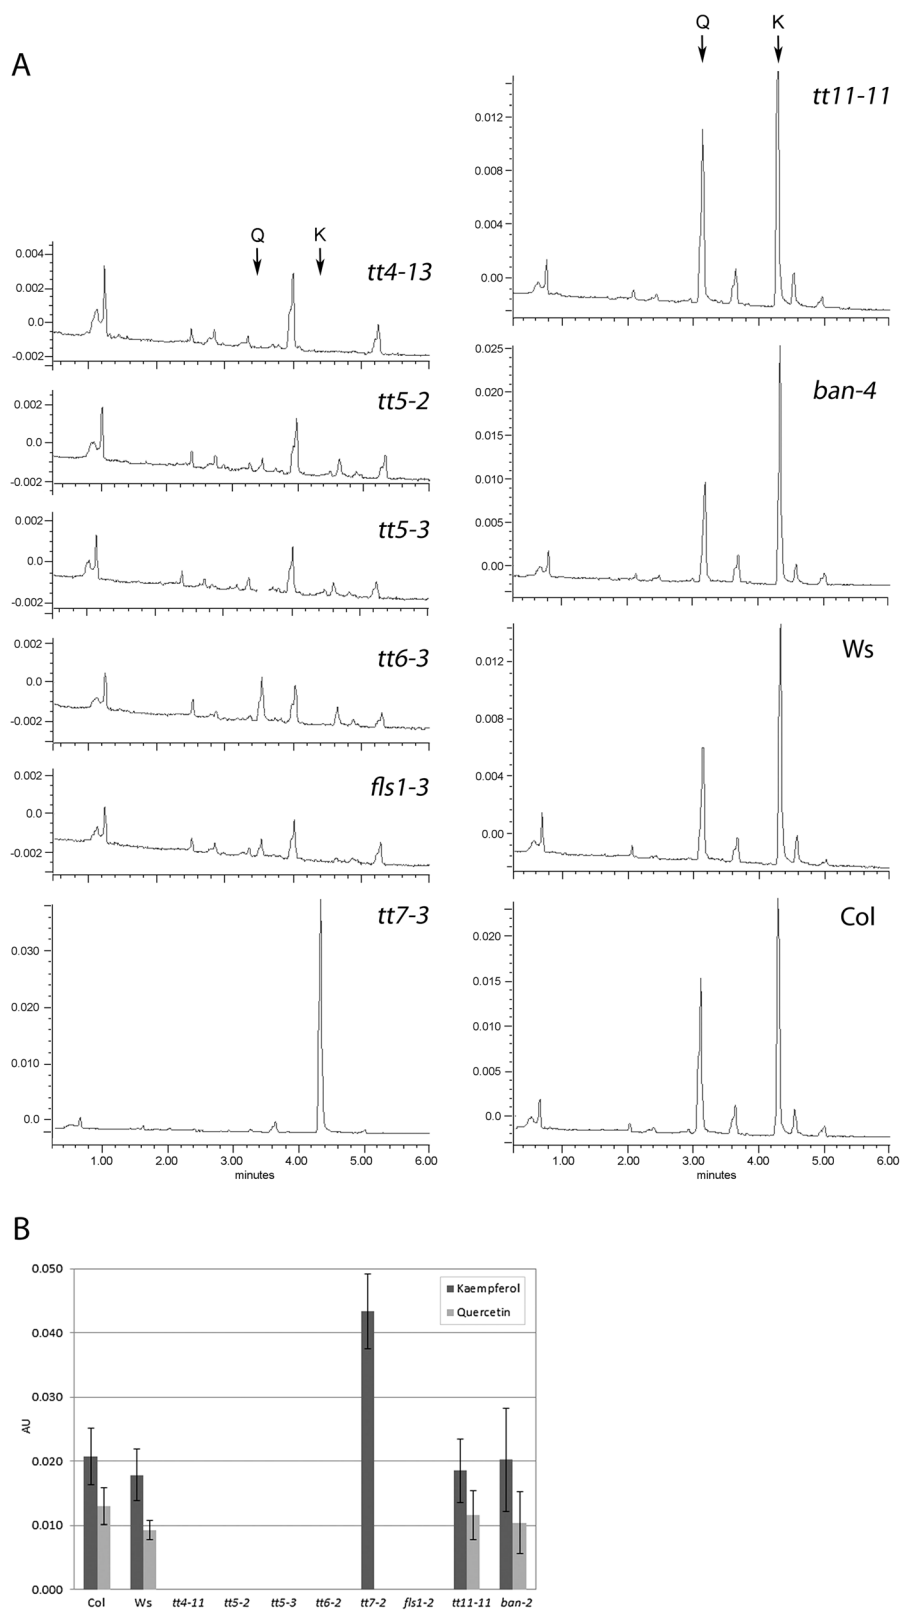 A
Q K
tt4-13
0.004
0.002
0.0
-0.002
tt5-2
0.002
0.0
-0.002
tt5-3
0.002
0.0
-0.002
tt6-3
0.002
0.0
-0.002
fls1-3
0.002
0.0
-0.002
tt7-3
0.030
0.020
0.010
0.0
1.00 2.00 3.00 4.00 5.00 6.00
minutes
Q K
tt11-11
0.012
0.008
0.004
0.00
ban-4
0.025
0.020
0.015
0.010
0.005
0.00
Ws
0.012
0.008
0.004
0.00
Col
0.020
0.015
0.010
0.005
0.0
1.00 2.00 3.00 4.00 5.00 6.00
minutes
B
0.050
0.040
0.030
0.020
0.010
0.000
AU
Kaempferol
Quercetin
Col Ws tt4-11 tt5-2 tt5-3 tt6-2 tt7-2 fls1-2 tt11-11 ban-2